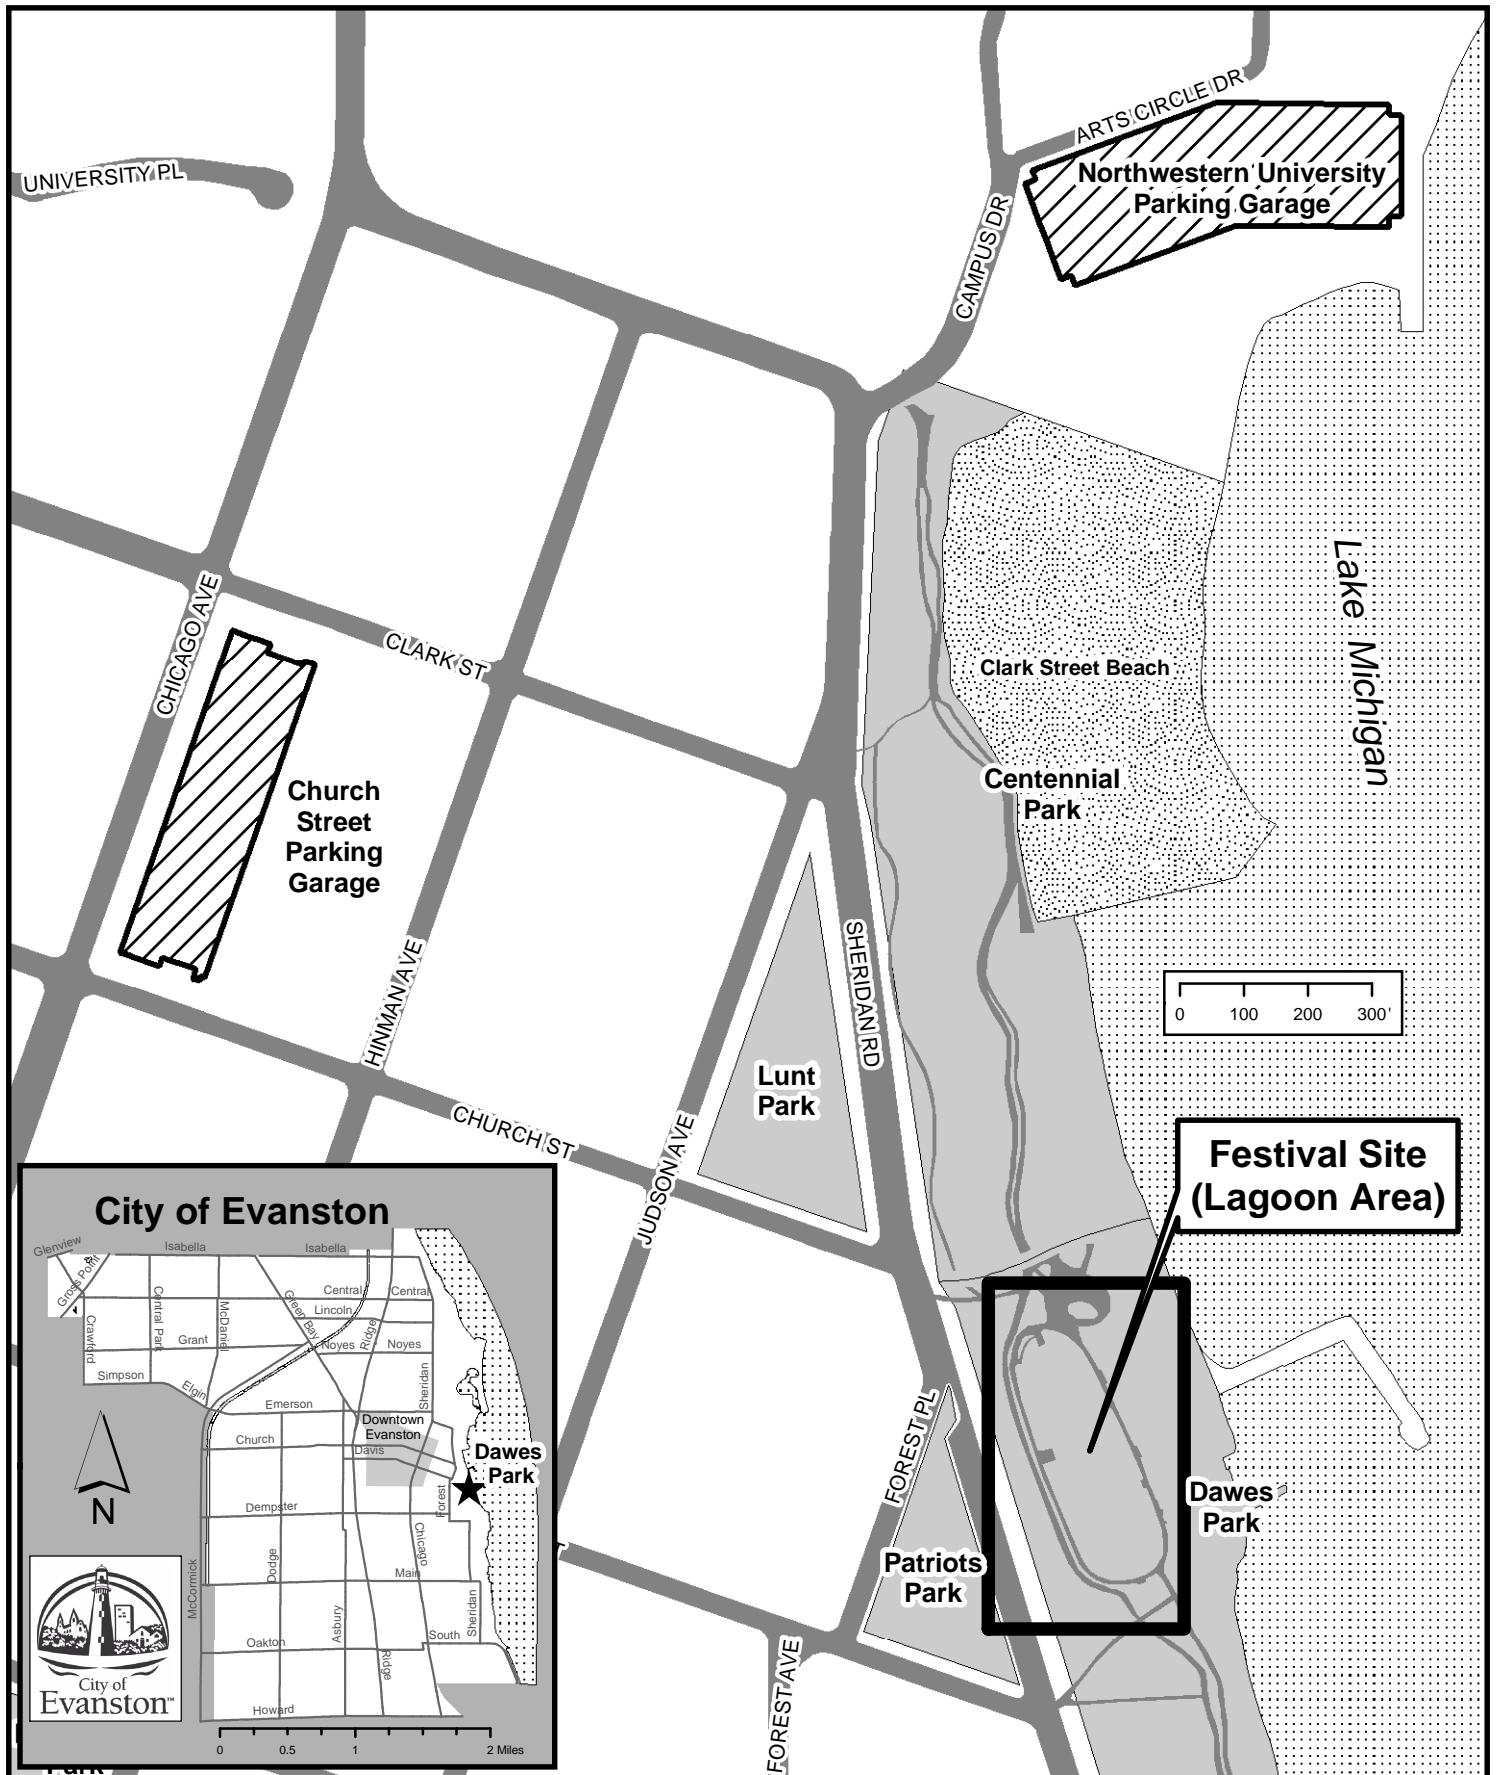 ARTS CIRCLE DR
UNIVERSITY PL
Northwestern University
Parking Garage
CAMPUS DR
Lake Michigan
CHICAGO AVE
CLARK ST
Clark Street Beach
Centennial
Park
Church
Street
Parking
Garage
HINMAN AVE
SHERIDAN RD
0 100 200 300'
Lunt
Park
CHURCH ST
JUDSON AVE
Festival Site
(Lagoon Area)
FOREST PL
Dawes
Park
Patriots
Park
FOREST AVE
City of Evanston
Glenview
Isabella
Isabella
Gross Point
Central
Central
Central Park
McDaniel
Green Bay
Lincoln
Crawford
Grant
Noyes
Ridge
Noyes
Simpson
Elgin
Sheridan
Emerson
Downtown
Evanston
Church
Davis
Dawes
Park
N
Dempster
Forest
Dodge
Chicago
McCormick
Main
Asbury
Sheridan
Oakton
South
Ridge
Howard
City of
Evanston™
0 0.5 1 2 Miles
Park